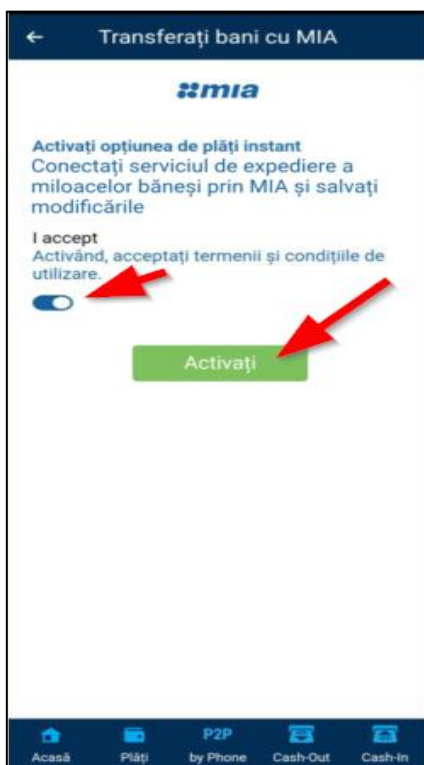 Transferați bani cu MIA
mia
Activați opțiunea de plăți instant
Conectați serviciul de expediere a
miloacelor bănești prin MIA și salvați
modificările
I accept
Activând, acceptați termenii și condițiile de
utilizare.
Activați
P2P
Acasă Plăți by Phone Cash-Out Cash-In